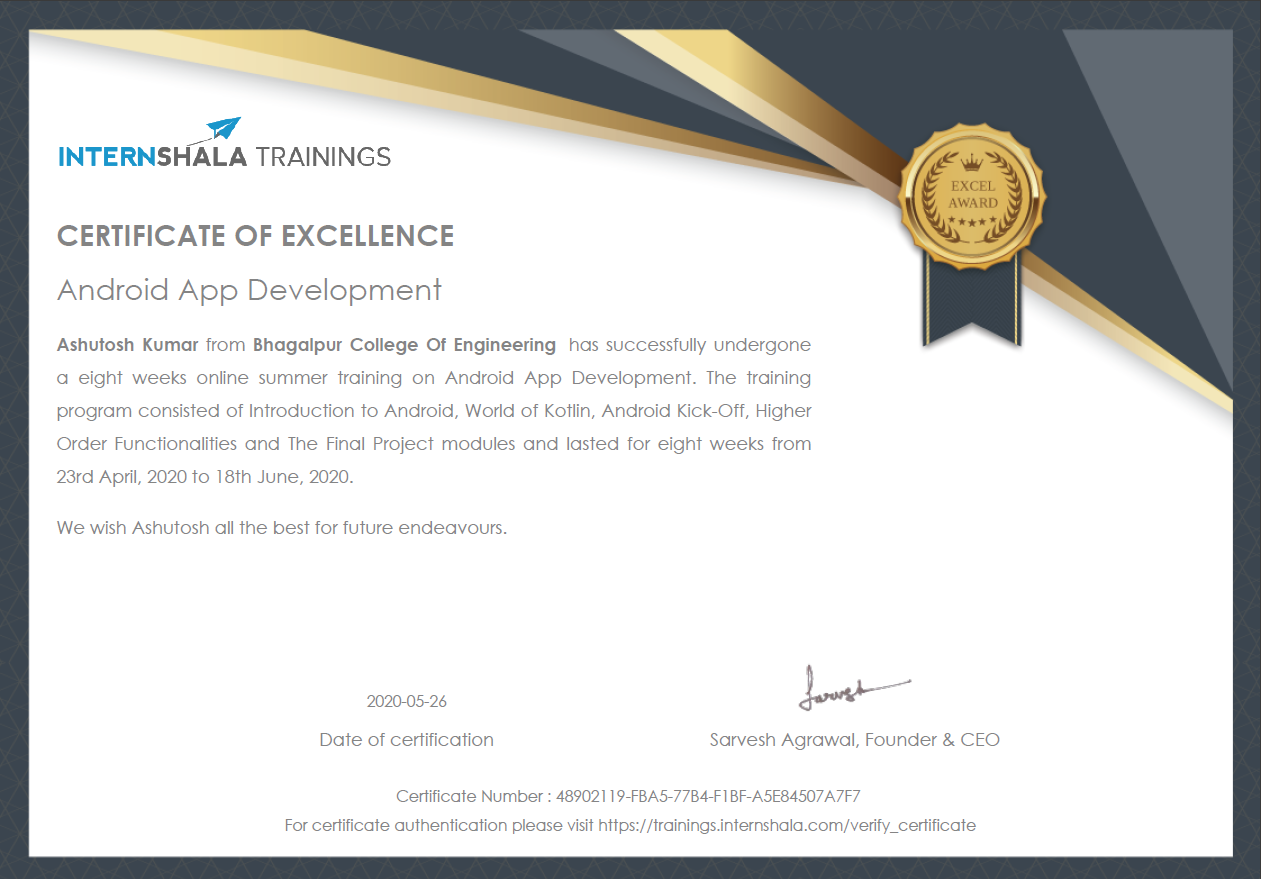 INTERNSHALA TRAININGS
EXCEL
AWARD
CERTIFICATE OF EXCELLENCE
Android App Development
Ashutosh Kumar from Bhagalpur College Of Engineering has successfully undergone
a eight weeks online summer training on Android App Development. The training
program consisted of Introduction to Android, World of Kotlin, Android Kick-Off, Higher
Order Functionalities and The Final Project modules and lasted for eight weeks from
23rd April, 2020 to 18th June, 2020.
We wish Ashutosh all the best for future endeavours.
2020-05-26
Date of certification
Sarvesh
Sarvesh Agrawal, Founder & CEO
Certificate Number : 48902119-FBA5-77B4-F1BF-A5E84507A7F7
For certificate authentication please visit https://trainings.internshala.com/verify_certificate